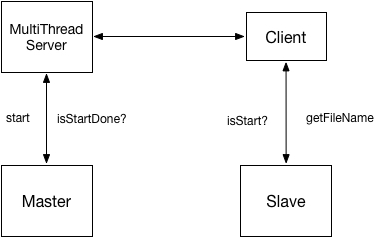 MultiThread
Server
Client
start
isStartDone?
isStart?
getFileName
Master
Slave